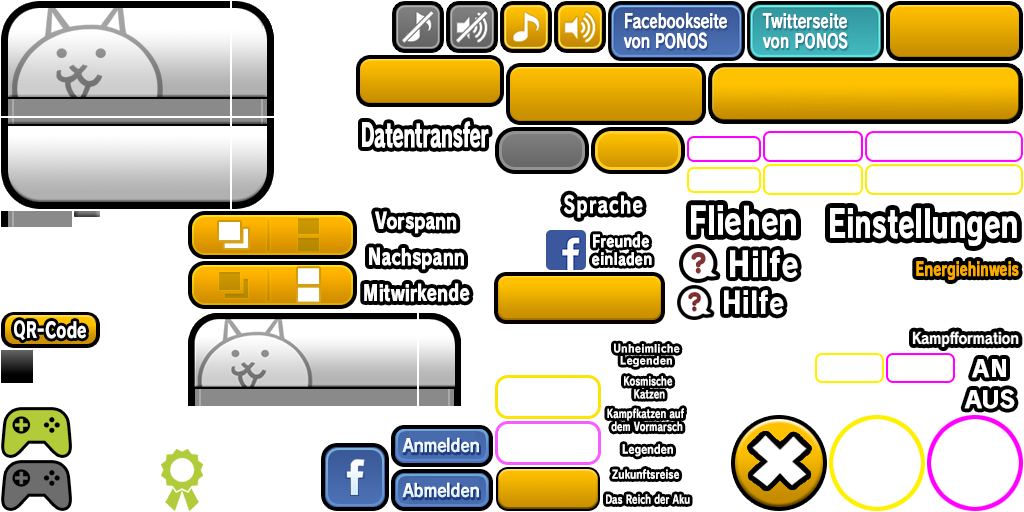 Facebookseite
von PONOS
Twitterseite
von PONOS
Datentransfer
Sprache
Vorspann
Fliehen
Einstellungen
Freunde
einladen
Nachspann
? Hilfe
Energiehinweis
Mitwirkende
? Hilfe
QR-Code
Kampfformation
Unheimliche
Legenden
AN
Kosmische
Katzen
AUS
Kampfkatzen auf
dem Vormarsch
Anmelden
Legenden
Zukunftsreise
Abmelden
Das Reich der Aku